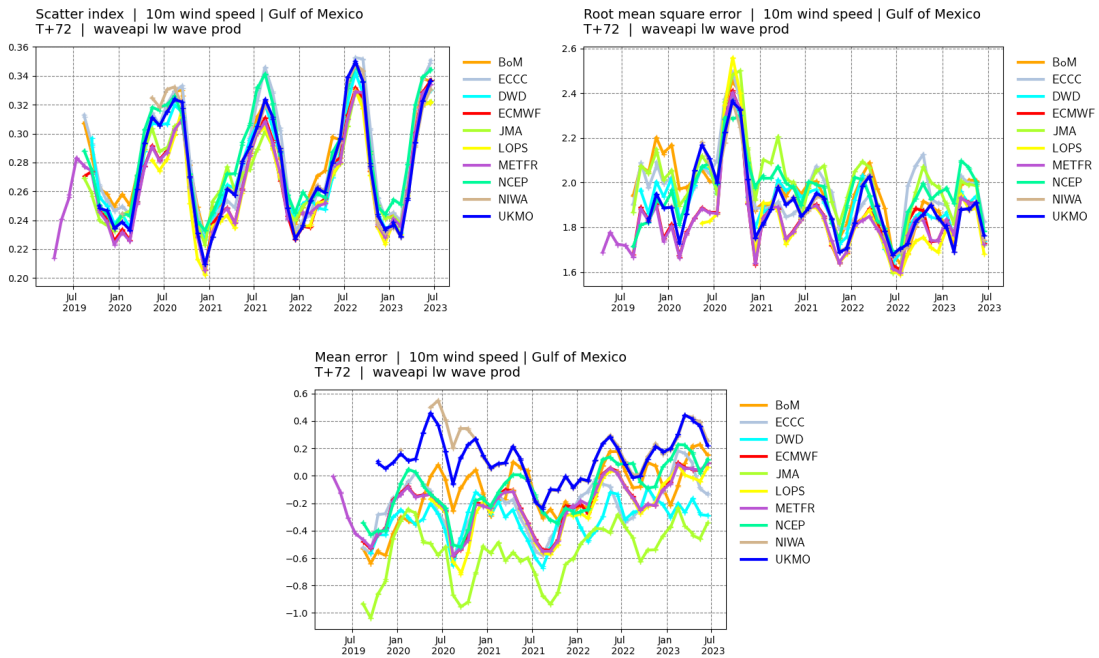 Scatter index | 10m wind speed | Gulf of Mexico
T+72 | waveapi lw wave prod
0.36
0.34
0.32
0.30
0.28
0.26
0.24
0.22
0.20
Jul Jan Jul Jan Jul Jan Jul Jan Jul
2019 2020 2020 2021 2021 2022 2022 2023 2023
BoM
ECCC
DWD
ECMWF
JMA
LOPS
METFR
NCEP
NIWA
UKMO
Root mean square error | 10m wind speed | Gulf of Mexico
T+72 | waveapi lw wave prod
2.6
2.4
2.2
2.0
1.8
1.6
Jul Jan Jul Jan Jul Jan Jul Jan Jul
2019 2020 2020 2021 2021 2022 2022 2023 2023
BoM
ECCC
DWD
ECMWF
JMA
LOPS
METFR
NCEP
NIWA
UKMO
Mean error | 10m wind speed | Gulf of Mexico
T+72 | waveapi lw wave prod
0.6
0.4
0.2
0.0
−0.2
−0.4
−0.6
−0.8
−1.0
Jul Jan Jul Jan Jul Jan Jul Jan Jul
2019 2020 2020 2021 2021 2022 2022 2023 2023
BoM
ECCC
DWD
ECMWF
JMA
LOPS
METFR
NCEP
NIWA
UKMO